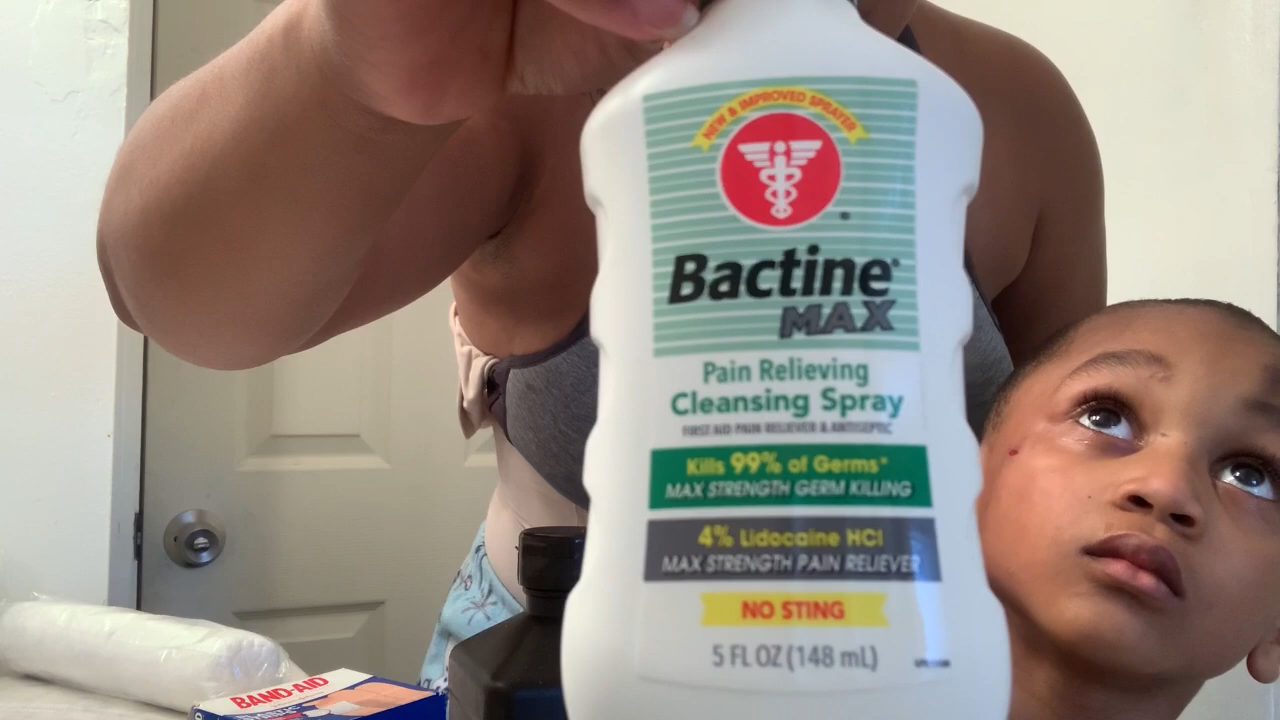 NEW & IMPROVED SPRAYER
Bactine®
MAX
Pain Relieving
Cleansing Spray
FIRST AID PAIN RELIEVER & ANTISEPTIC
Kills 99% of Germs*
MAX STRENGTH GERM KILLING
4% Lidocaine HCl
MAX STRENGTH PAIN RELIEVER
NO STING
5 FL OZ (148 mL)
BAND-AID